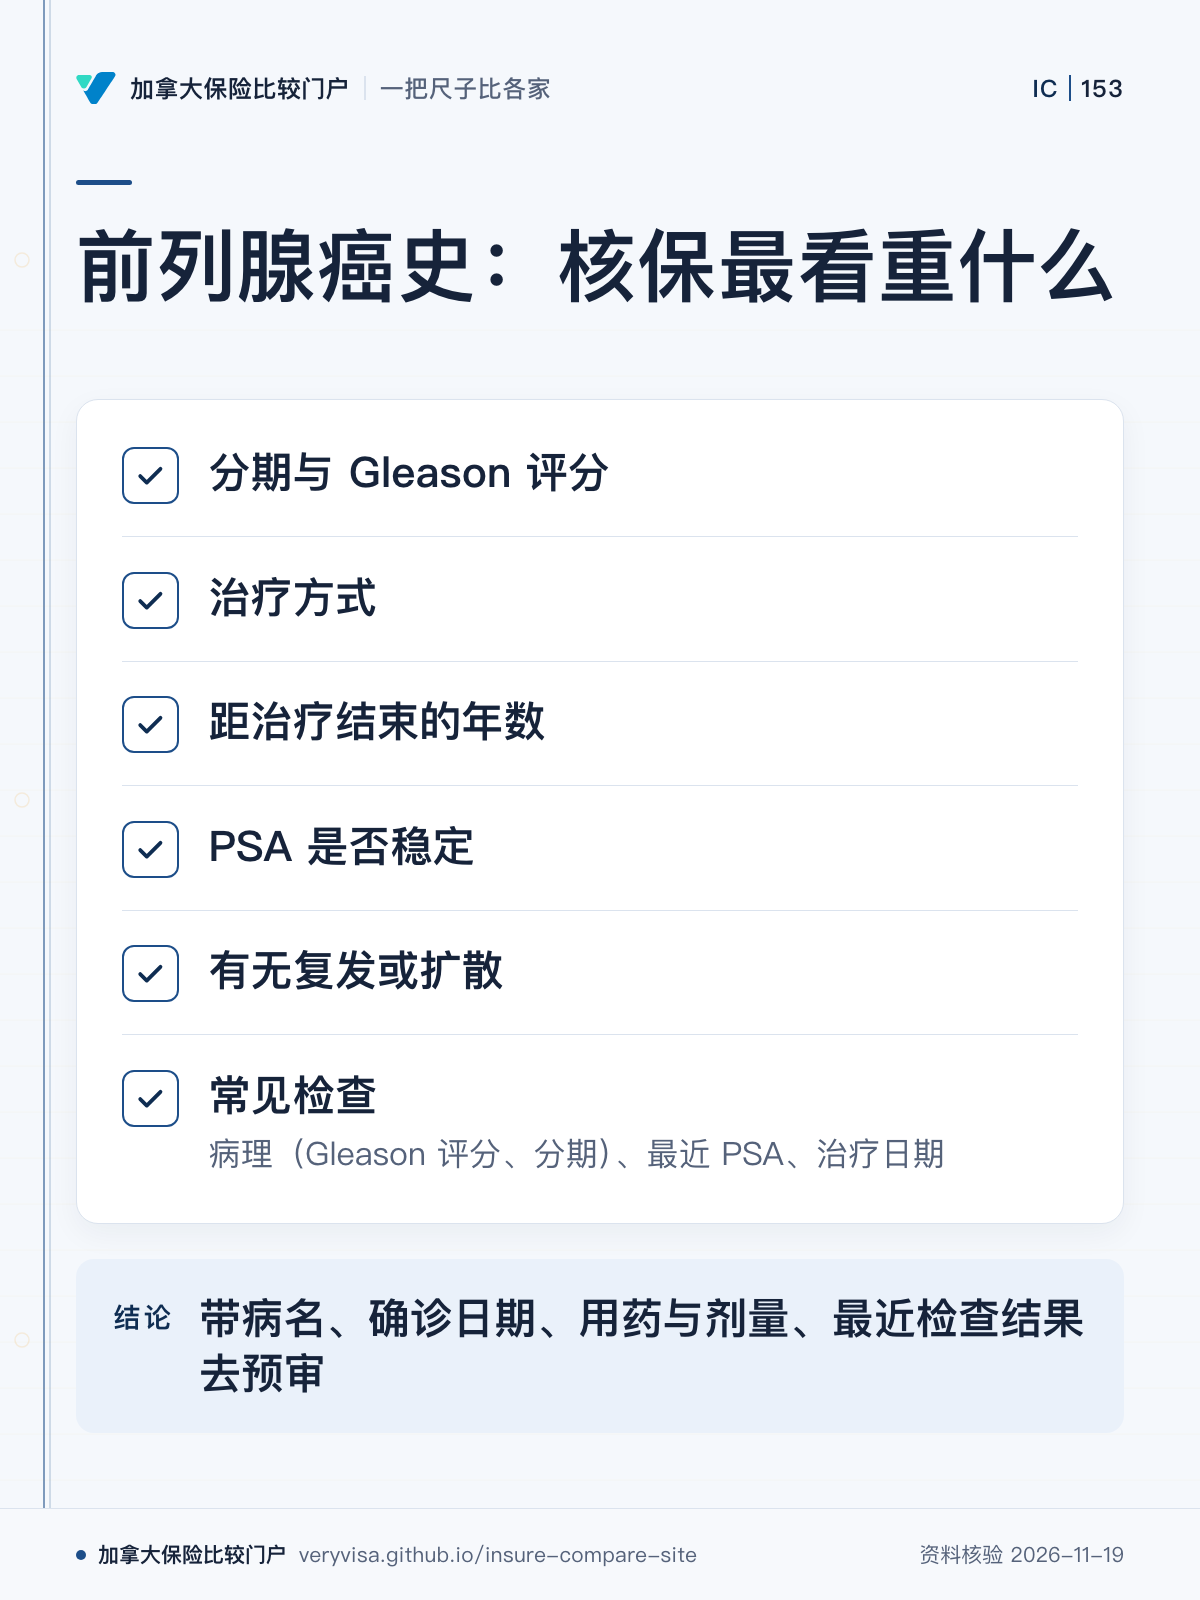 加拿大保险比较门户 一把尺子比各家 IC 153
前列腺癌史：核保最看重什么
分期与 Gleason 评分
治疗方式
距治疗结束的年数
PSA 是否稳定
有无复发或扩散
常见检查
病理（Gleason 评分、分期）、最近 PSA、治疗日期
结论 带病名、确诊日期、用药与剂量、最近检查结果
去预审
加拿大保险比较门户 veryvisa.github.io/insure-compare-site 资料核验 2026-11-19